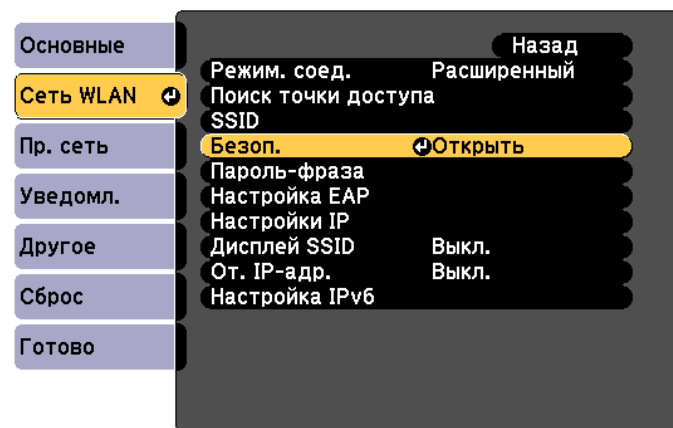 Основные
Сеть WLAN
Пр. сеть
Уведомл.
Другое
Сброс
Готово
Назад
Режим. соед. Расширенный
Поиск точки доступа
SSID
Безоп. Открыть
Пароль-фраза
Настройка EAP
Настройки IP
Дисплей SSID Выкл.
От. IP-адр. Выкл.
Настройка IPv6